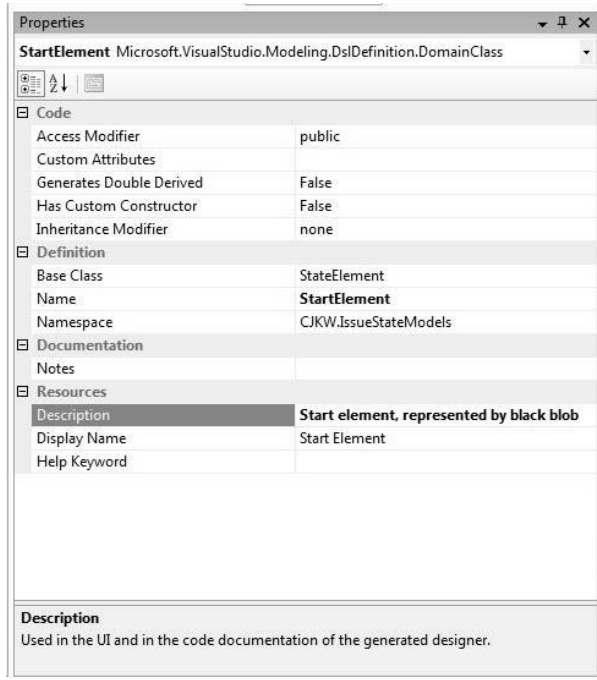 Properties
StartElement Microsoft.VisualStudio.Modeling.DslDefinition.DomainClass
Code
Access Modifier public
Custom Attributes
Generates Double Derived False
Has Custom Constructor False
Inheritance Modifier none
Definition
Base Class StateElement
Name StartElement
Namespace CJKW.IssueStateModels
Documentation
Notes
Resources
Description Start element, represented by black blob
Display Name Start Element
Help Keyword
Description
Used in the UI and in the code documentation of the generated designer.